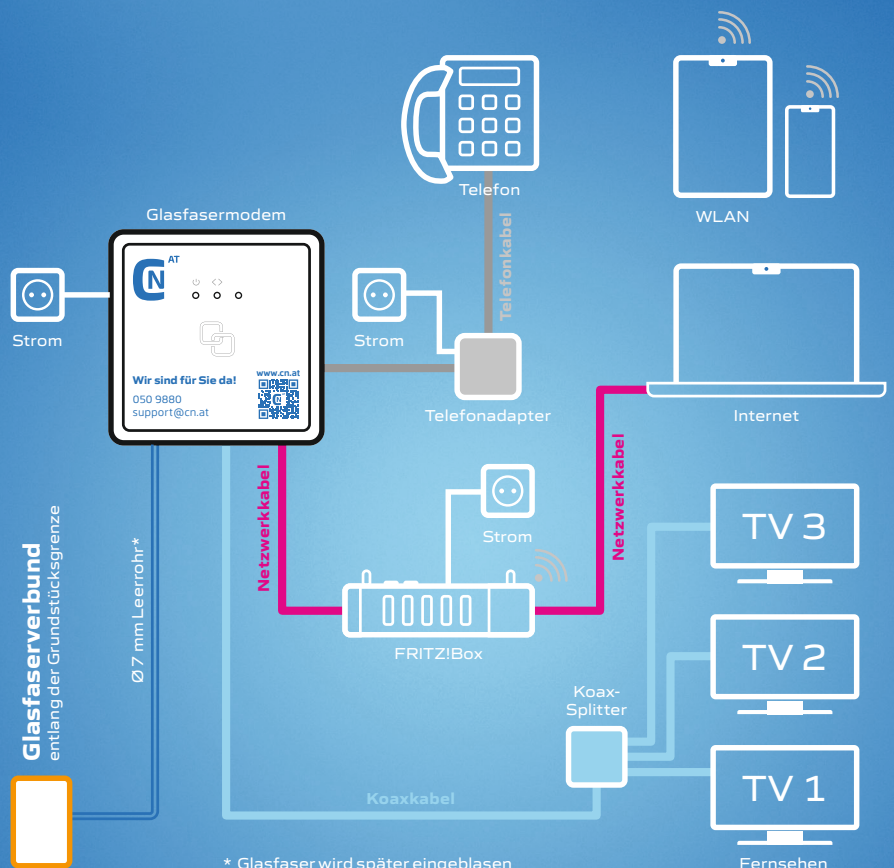 Telefon
WLAN
Glasfasermodem
CN AT
Strom
Wir sind für Sie da!
050 9880
support@cn.at
www.cn.at
Strom
Telefonkabel
Telefonadapter
Internet
Netzwerkkabel
Strom
Netzwerkkabel
FRITZ!Box
Glasfaserverbund
entlang der Grundstücksgrenze
Ø 7 mm Leerrohr*
Koax-
Splitter
TV 3
TV 2
TV 1
Koaxkabel
* Glasfaser wird später eingeblasen
Fernsehen